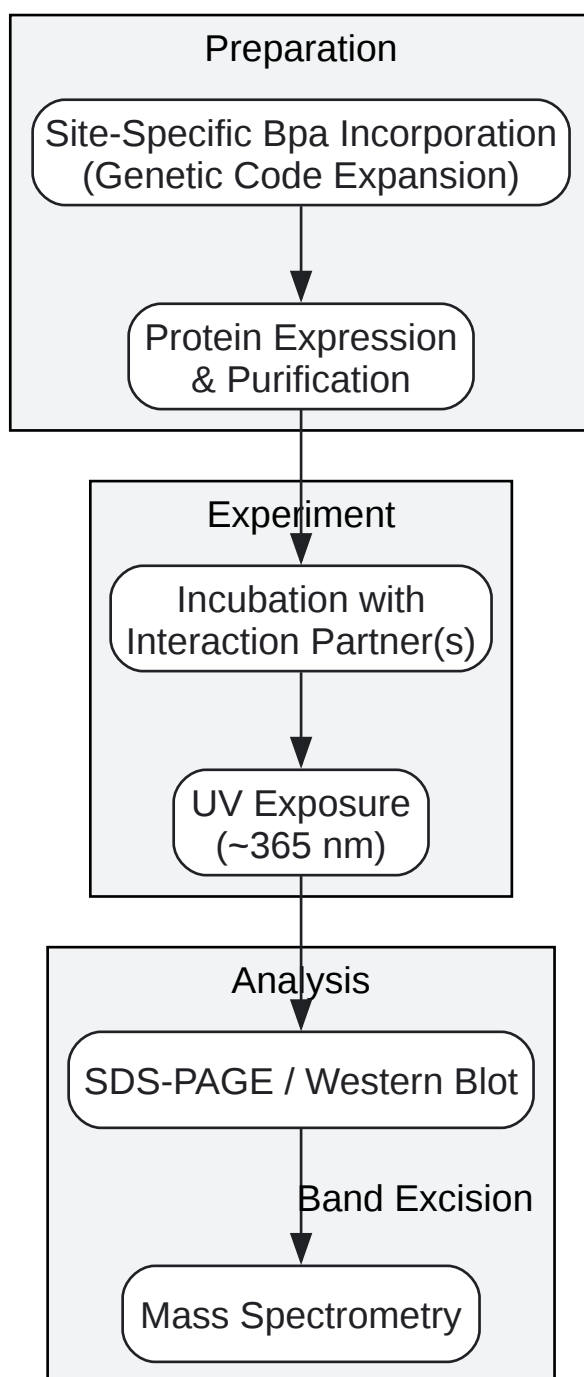 Preparation
Site-Specific Bpa Incorporation
(Genetic Code Expansion)
Protein Expression
& Purification
Experiment
Incubation with
Interaction Partner(s)
UV Exposure
(~365 nm)
Analysis
SDS-PAGE / Western Blot
Band Excision
Mass Spectrometry